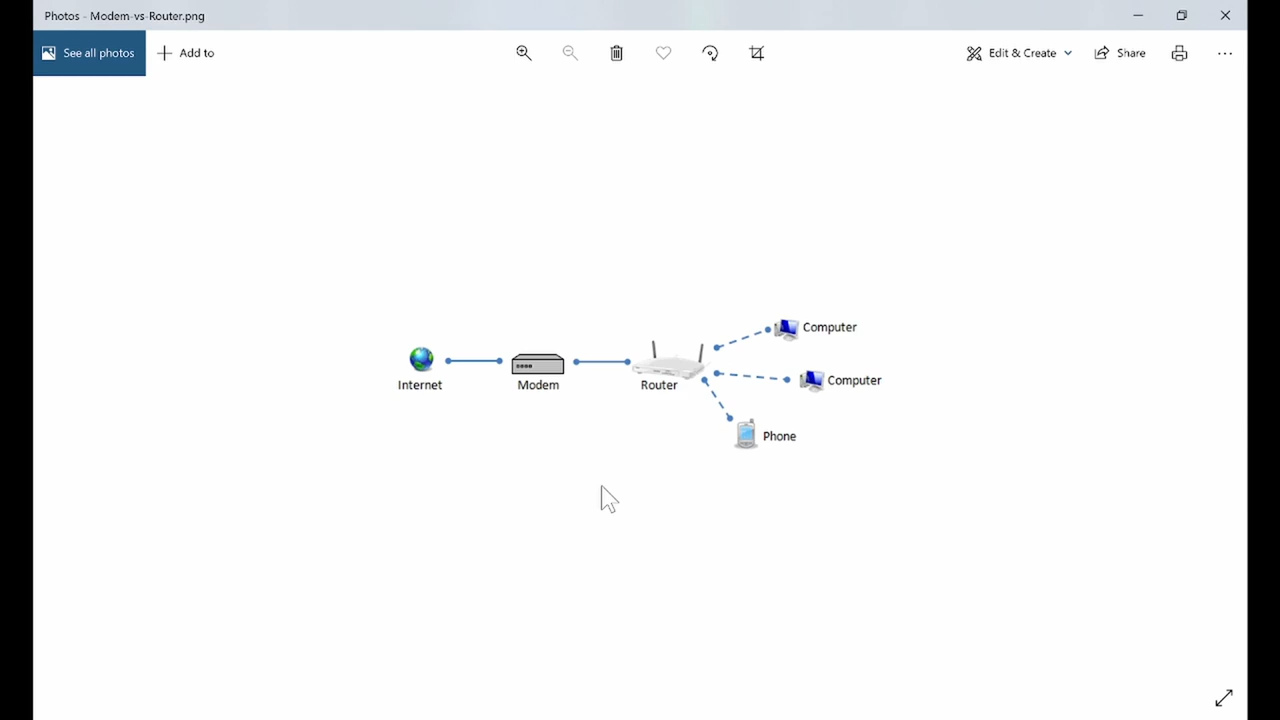 Photos - Modem-vs-Router.png
See all photos
Add to
Edit & Create
Share
Computer
Internet
Modem
Router
Computer
Phone